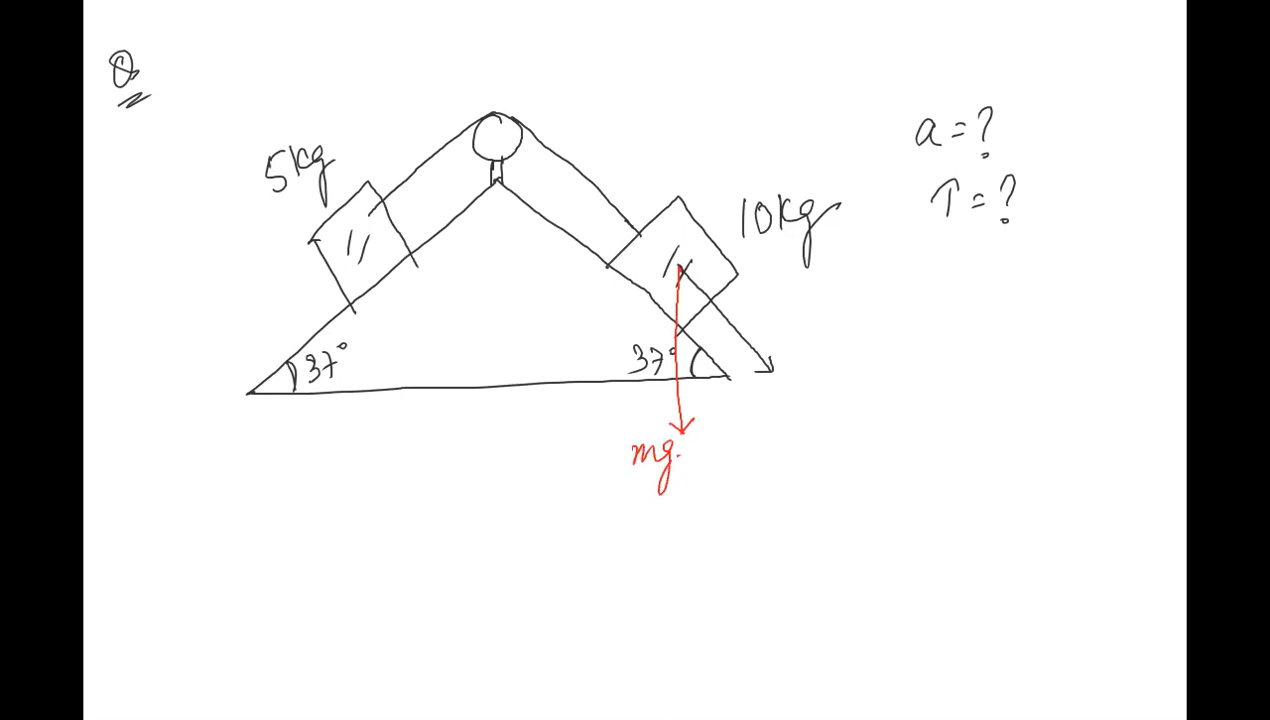 Q
5kg
10kg
a = ?
T = ?
37°
37°
mg.